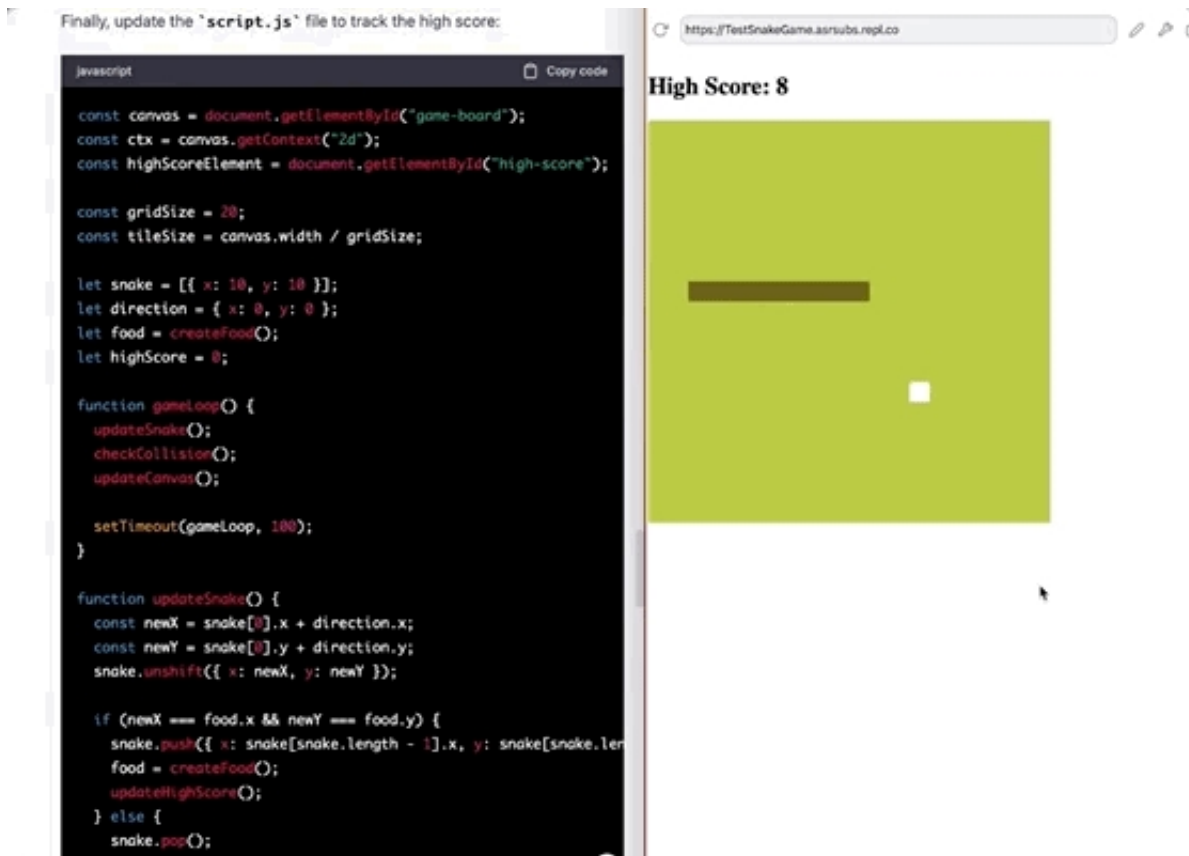 Finally, update the `script.js` file to track the high score:
javascript
Copy code
const canvas = document.getElementById("game-board");
const ctx = canvas.getContext("2d");
const highScoreElement = document.getElementById("high-score");
const gridSize = 20;
const tileSize = canvas.width / gridSize;
let snake = [{ x: 10, y: 10 }];
let direction = { x: 0, y: 0 };
let food = createFood();
let highScore = 0;
function gameLoop() {
updateSnake();
checkCollision();
updateCanvas();
setTimeout(gameLoop, 100);
}
function updateSnake() {
const newX = snake[0].x + direction.x;
const newY = snake[0].y + direction.y;
snake.unshift({ x: newX, y: newY });
if (newX === food.x && newY === food.y) {
snake.push({ x: snake[snake.length - 1].x, y: snake[snake.len
food = createFood();
updateHighScore();
} else {
snake.pop();
https://TestSnakeGame.asrsubs.repl.co
High Score: 8